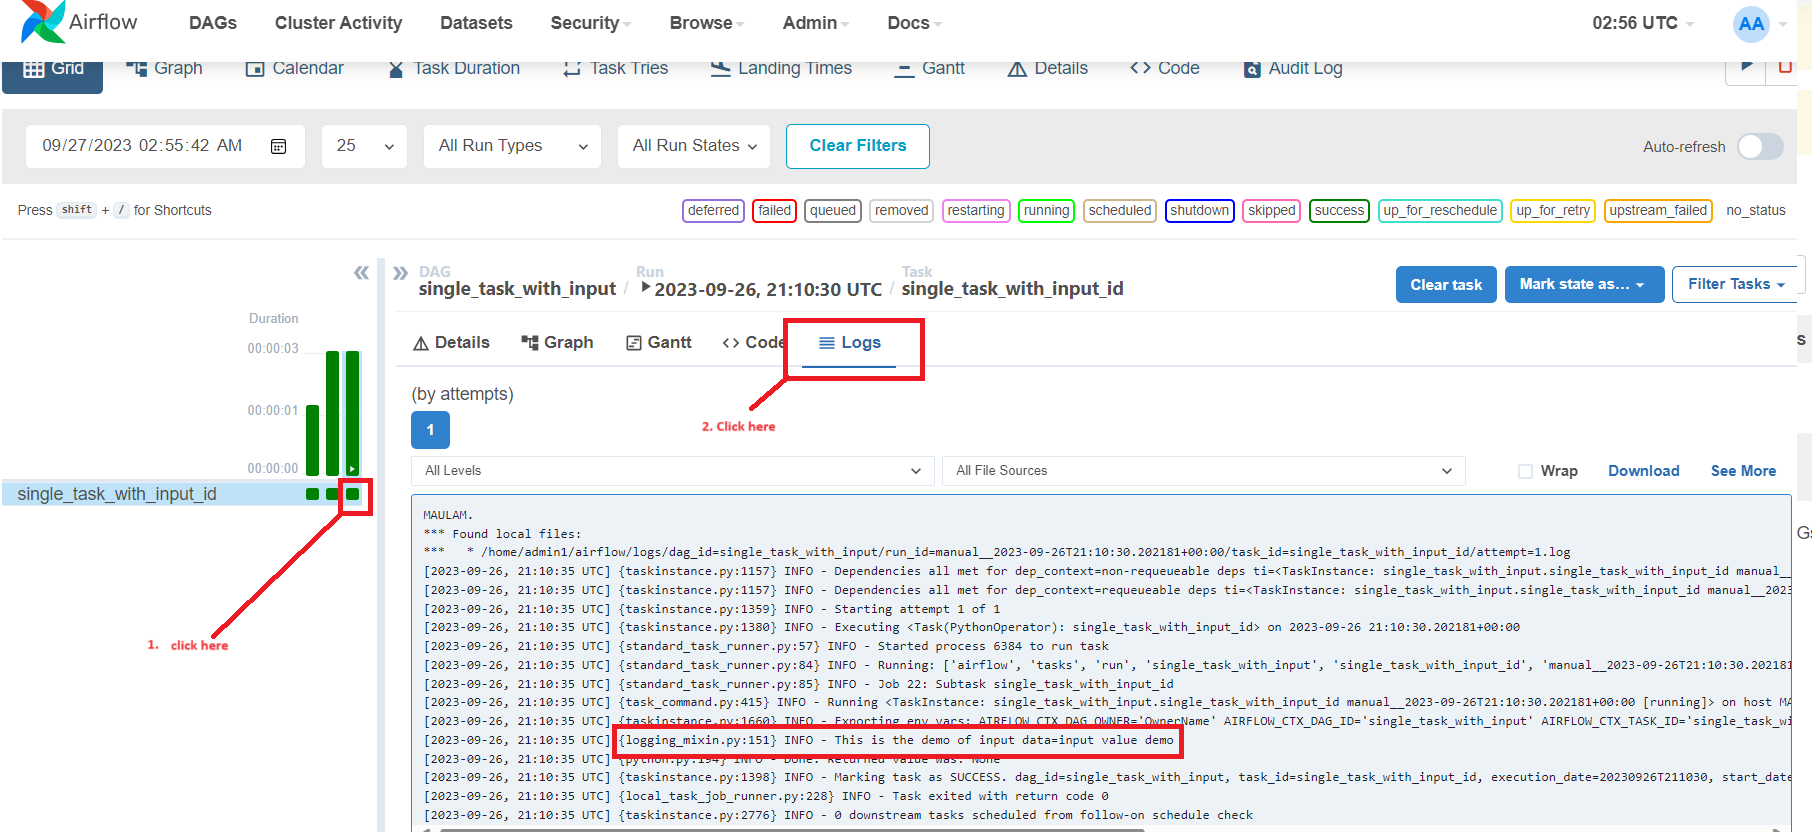 Airflow DAGs Cluster Activity Datasets Security Browse Admin Docs 02:56 UTC AA
Grid Graph Calendar Task Duration Task Tries Landing Times Gantt Details Code Audit Log
09/27/2023 02:55:42 AM 25 All Run Types All Run States Clear Filters Auto-refresh
Press shift + / for Shortcuts deferred failed queued removed restarting running scheduled shutdown skipped success up_for_reschedule up_for_retry upstream_failed no_status
DAG Run Task
single_task_with_input / 2023-09-26, 21:10:30 UTC / single_task_with_input_id Clear task Mark state as... Filter Tasks
Duration
00:00:03
00:00:01
00:00:00
single_task_with_input_id
1. click here
Details Graph Gantt Code Logs
(by attempts)
1
2. Click here
All Levels All File Sources Wrap Download See More
MAULAM.
*** Found local files:
***   * /home/admin1/airflow/logs/dag_id=single_task_with_input/run_id=manual__2023-09-26T21:10:30.202181+00:00/task_id=single_task_with_input_id/attempt=1.log
[2023-09-26, 21:10:35 UTC] {taskinstance.py:1157} INFO - Dependencies all met for dep_context=non-requeueable deps ti=<TaskInstance: single_task_with_input.single_task_with_input_id manual__
[2023-09-26, 21:10:35 UTC] {taskinstance.py:1157} INFO - Dependencies all met for dep_context=requeueable deps ti=<TaskInstance: single_task_with_input.single_task_with_input_id manual__2023
[2023-09-26, 21:10:35 UTC] {taskinstance.py:1359} INFO - Starting attempt 1 of 1
[2023-09-26, 21:10:35 UTC] {taskinstance.py:1380} INFO - Executing <Task(PythonOperator): single_task_with_input_id> on 2023-09-26 21:10:30.202181+00:00
[2023-09-26, 21:10:35 UTC] {standard_task_runner.py:57} INFO - Started process 6384 to run task
[2023-09-26, 21:10:35 UTC] {standard_task_runner.py:84} INFO - Running: ['airflow', 'tasks', 'run', 'single_task_with_input', 'single_task_with_input_id', 'manual__2023-09-26T21:10:30.202181
[2023-09-26, 21:10:35 UTC] {standard_task_runner.py:85} INFO - Job 22: Subtask single_task_with_input_id
[2023-09-26, 21:10:35 UTC] {task_command.py:415} INFO - Running <TaskInstance: single_task_with_input.single_task_with_input_id manual__2023-09-26T21:10:30.202181+00:00 [running]> on host MA
[2023-09-26, 21:10:35 UTC] {taskinstance.py:1660} INFO - Exporting env vars: AIRFLOW_CTX_DAG_OWNER='OwnerName' AIRFLOW_CTX_DAG_ID='single_task_with_input' AIRFLOW_CTX_TASK_ID='single_task_wi
[2023-09-26, 21:10:35 UTC] {logging_mixin.py:151} INFO - This is the demo of input data=input value demo
[2023-09-26, 21:10:35 UTC] {python.py:194} INFO - Done. Returned value was: None
[2023-09-26, 21:10:35 UTC] {taskinstance.py:1398} INFO - Marking task as SUCCESS. dag_id=single_task_with_input, task_id=single_task_with_input_id, execution_date=20230926T211030, start_date
[2023-09-26, 21:10:35 UTC] {local_task_job_runner.py:228} INFO - Task exited with return code 0
[2023-09-26, 21:10:35 UTC] {taskinstance.py:2776} INFO - 0 downstream tasks scheduled from follow-on schedule check